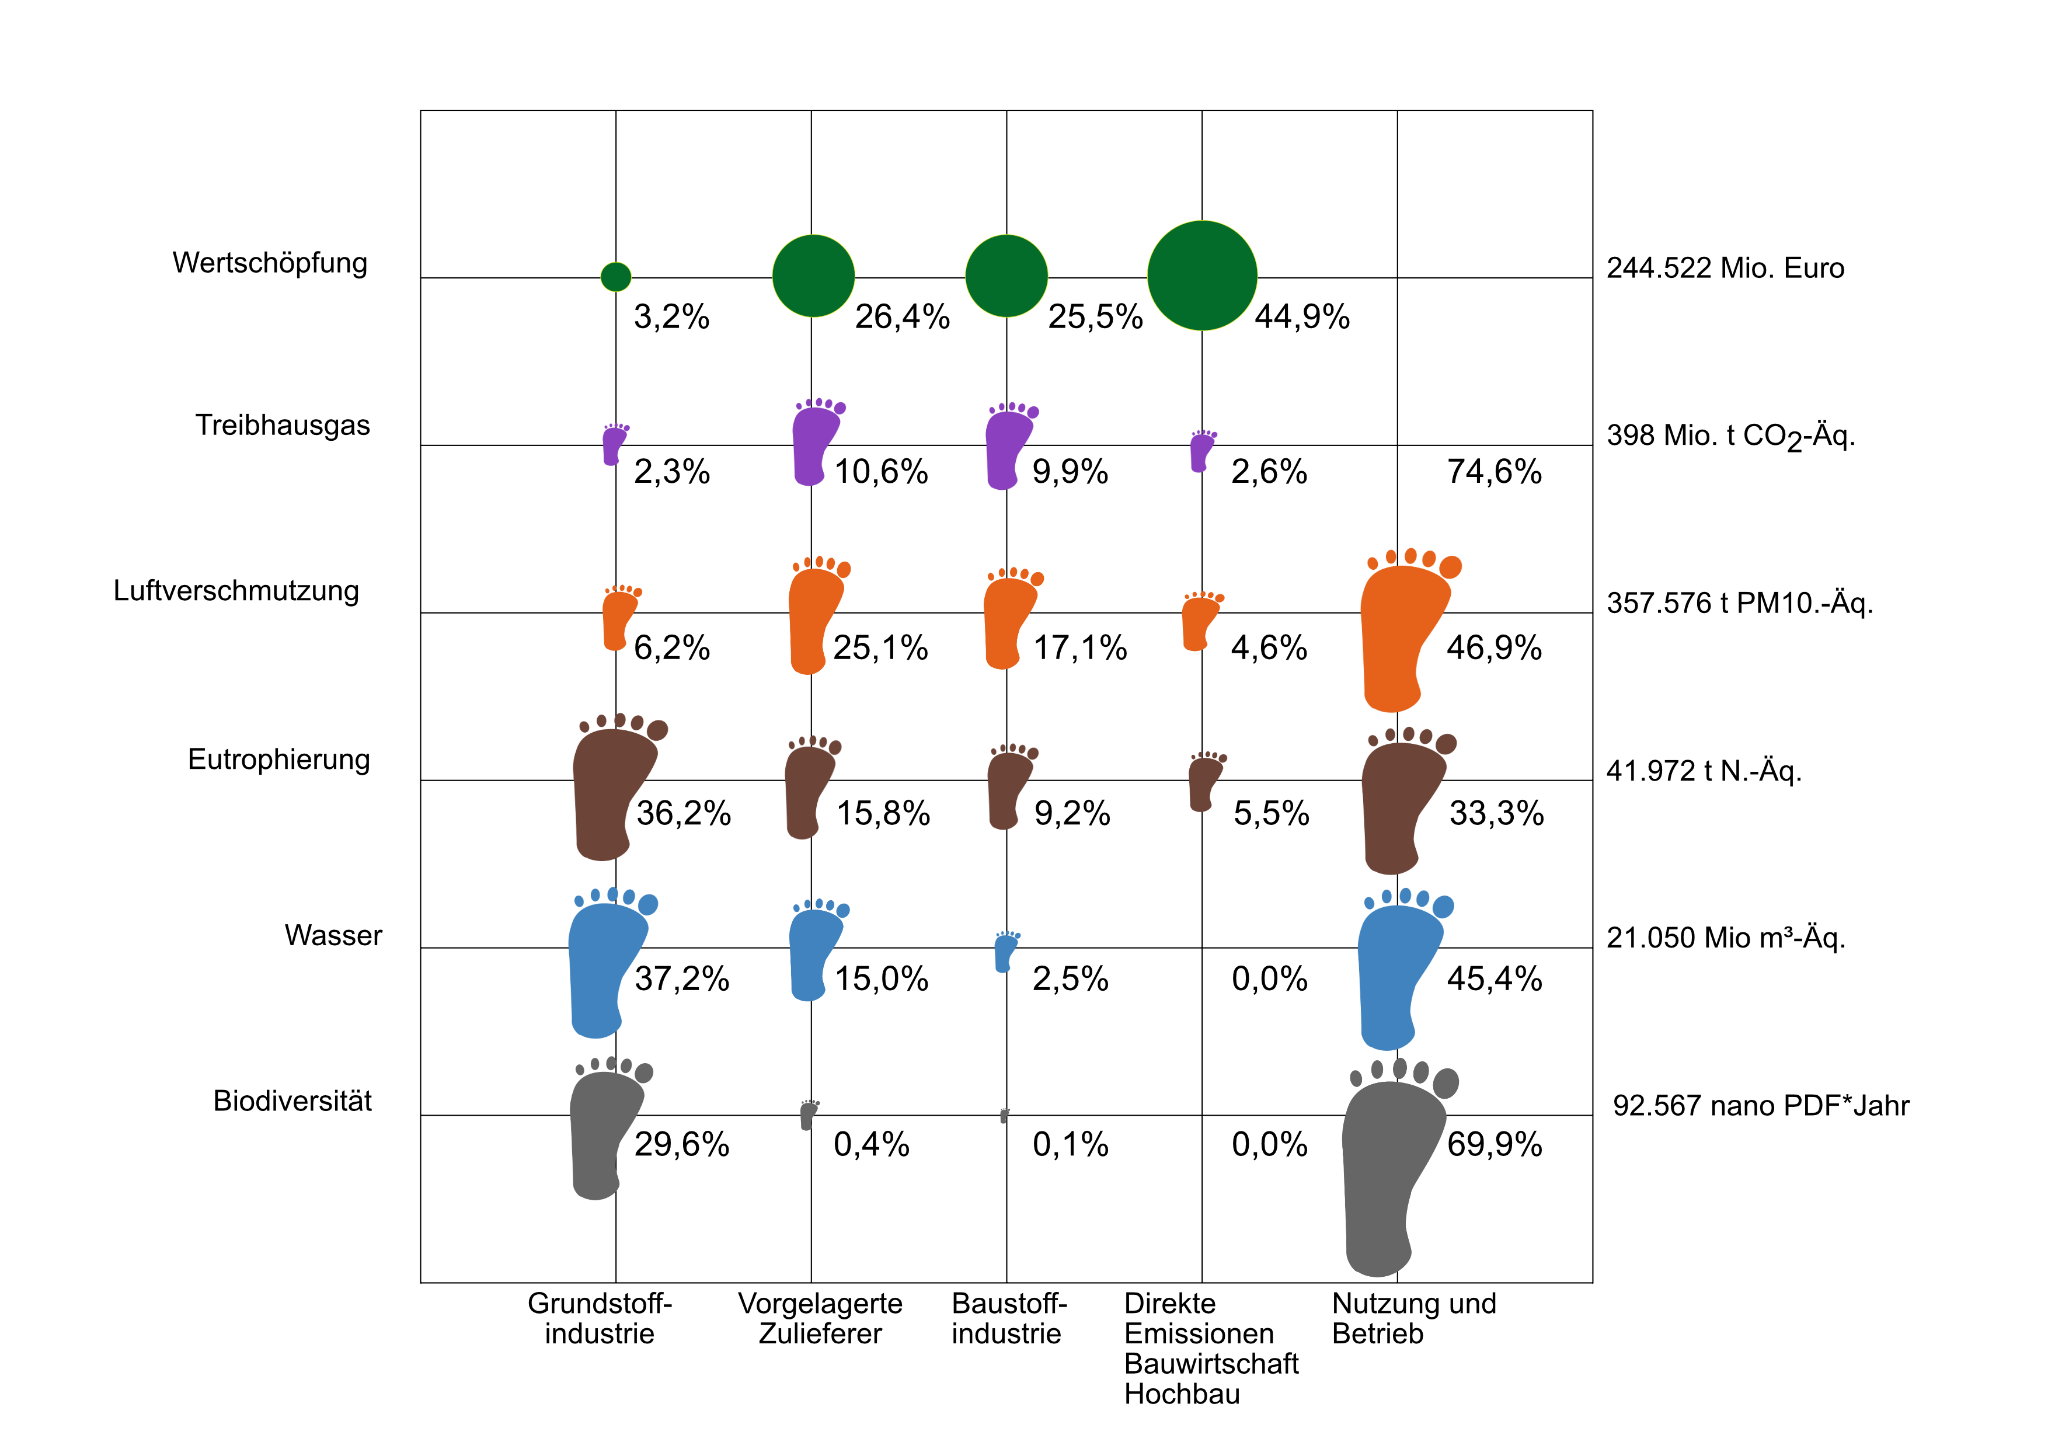 Wertschöpfung
244.522 Mio. Euro
3,2% 26,4% 25,5% 44,9%
Treibhausgas
398 Mio. t CO₂-Äq.
2,3% 10,6% 9,9% 2,6% 74,6%
Luftverschmutzung
357.576 t PM10.-Äq.
6,2% 25,1% 17,1% 4,6% 46,9%
Eutrophierung
41.972 t N.-Äq.
36,2% 15,8% 9,2% 5,5% 33,3%
Wasser
21.050 Mio m³-Äq.
37,2% 15,0% 2,5% 0,0% 45,4%
Biodiversität
92.567 nano PDF*Jahr
29,6% 0,4% 0,1% 0,0% 69,9%
Grundstoff-
industrie
Vorgelagerte
Zulieferer
Baustoff-
industrie
Direkte
Emissionen
Bauwirtschaft
Hochbau
Nutzung und
Betrieb